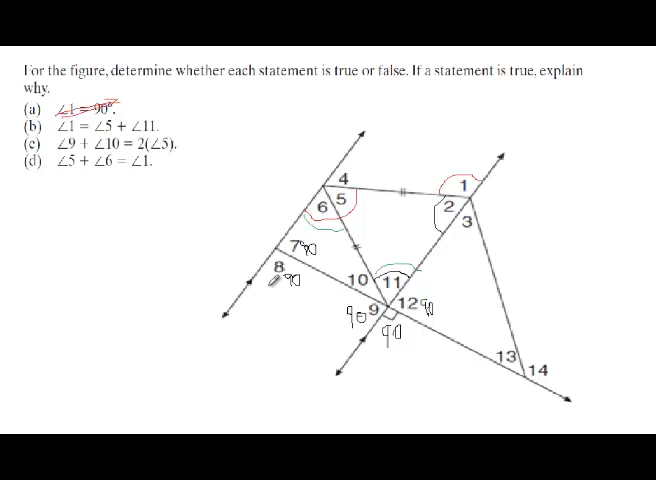 For the figure, determine whether each statement is true or false. If a statement is true, explain
why.
(a) ∠1 = 90°.
(b) ∠1 = ∠5 + ∠11.
(c) ∠9 + ∠10 = 2(∠5).
(d) ∠5 + ∠6 = ∠1.
4
1
6 5
2
3
7 90
8
90
10 11
90 9 12 90
90
13
14